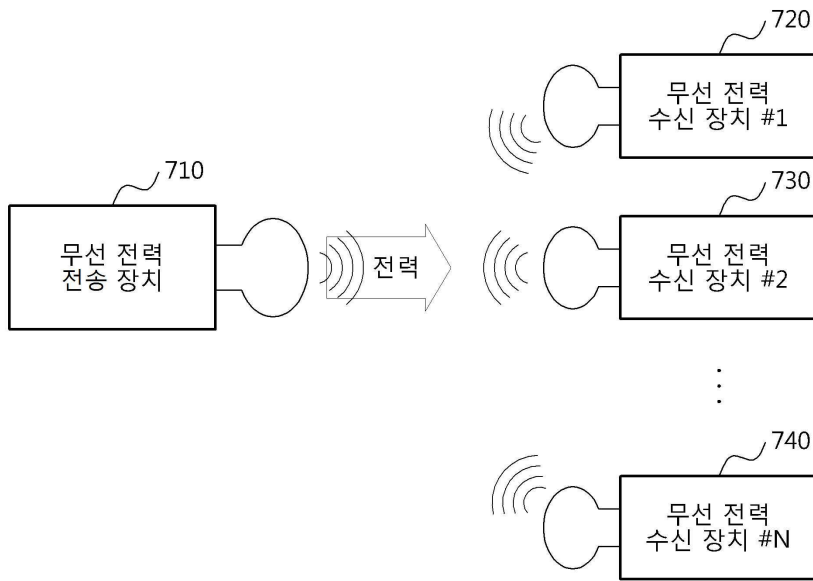 720
무선 전력
수신 장치 #1
710
무선 전력
전송 장치
전력
730
무선 전력
수신 장치 #2
740
무선 전력
수신 장치 #N